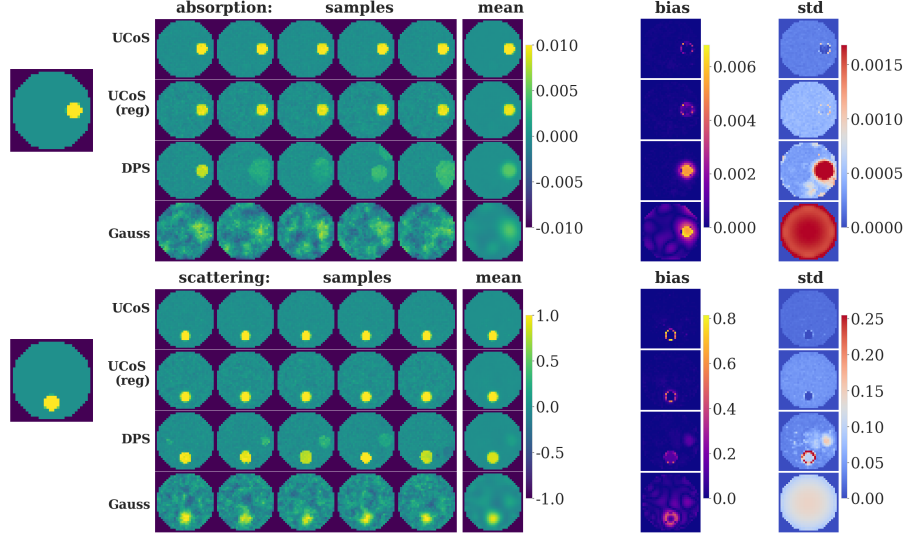 absorption: samples mean bias std
UCoS
UCoS
(reg)
DPS
Gauss
0.010
0.005
0.000
-0.005
-0.010
0.006
0.004
0.002
0.000
0.0015
0.0010
0.0005
0.0000
scattering: samples mean bias std
UCoS
UCoS
(reg)
DPS
Gauss
1.0
0.5
0.0
-0.5
-1.0
0.8
0.6
0.4
0.2
0.0
0.25
0.20
0.15
0.10
0.05
0.00